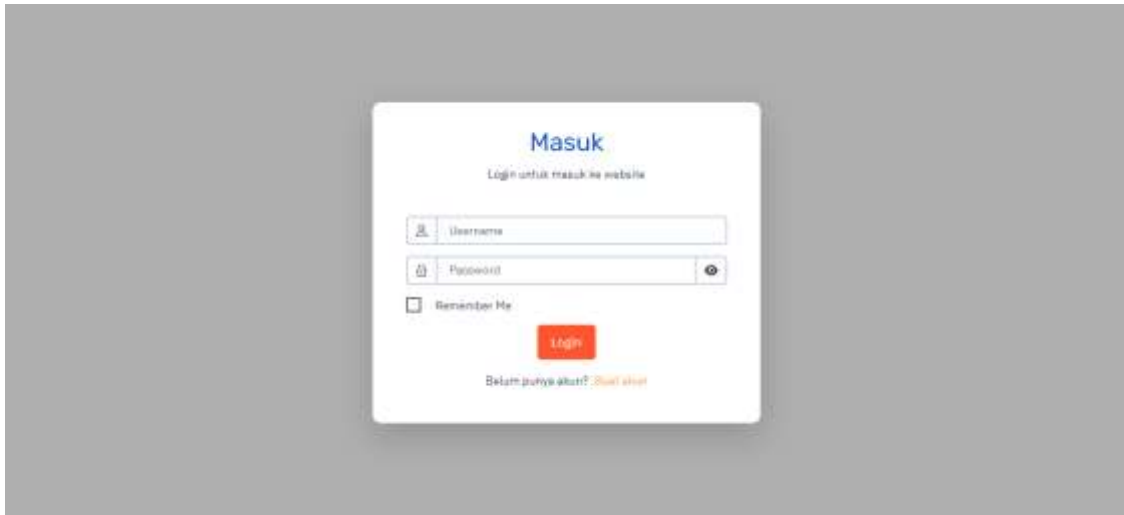 Masuk
Login untuk masuk ke website
Username
Password
Remember Me
Login
Belum punya akun? Buat akun